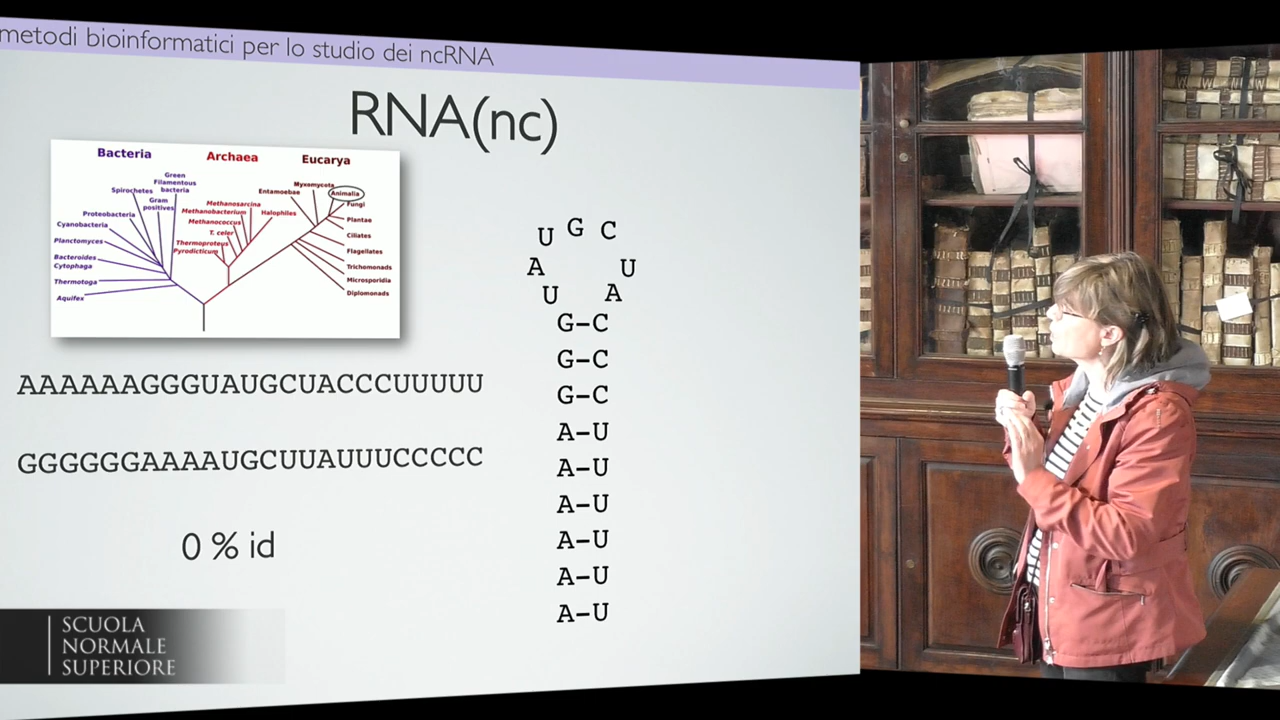 metodi bioinformatici per lo studio dei ncRNA
RNA(nc)
Bacteria
Archaea
Eucarya
Green
Filamentous
bacteria
Spirochetes
Gram
positives
Proteobacteria
Cyanobacteria
Planctomyces
Bacteroides
Cytophaga
Thermotoga
Aquifex
Methanosarcina
Methanobacterium
Methanococcus
T. celer
Thermoproteus
Pyrodicticum
Halophiles
Entamoebae
Myxamycota
Animalia
Fungi
Plantae
Ciliates
Flagellates
Trichomonads
Microsporidia
Diplomonads
AAAAAAGGGUAUGCUACCCUUUUU
GGGGGGAAAAUGCUUAUUUCCCCC
0 % id
U G C
A U
U A
G-C
G-C
G-C
A-U
A-U
A-U
A-U
A-U
A-U
SCUOLA
NORMALE
SUPERIORE